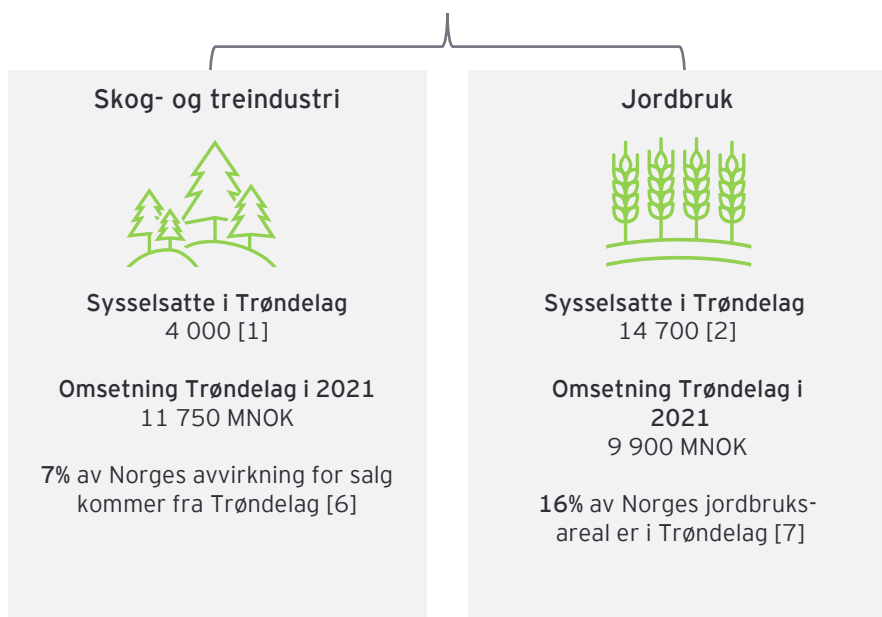 Skog- og treindustri
Sysselsatte i Trøndelag
4 000 [1]
Omsetning Trøndelag i 2021
11 750 MNOK
7% av Norges avvirkning for salg
kommer fra Trøndelag [6]
Jordbruk
Sysselsatte i Trøndelag
14 700 [2]
Omsetning Trøndelag i
2021
9 900 MNOK
16% av Norges jordbruks-
areal er i Trøndelag [7]